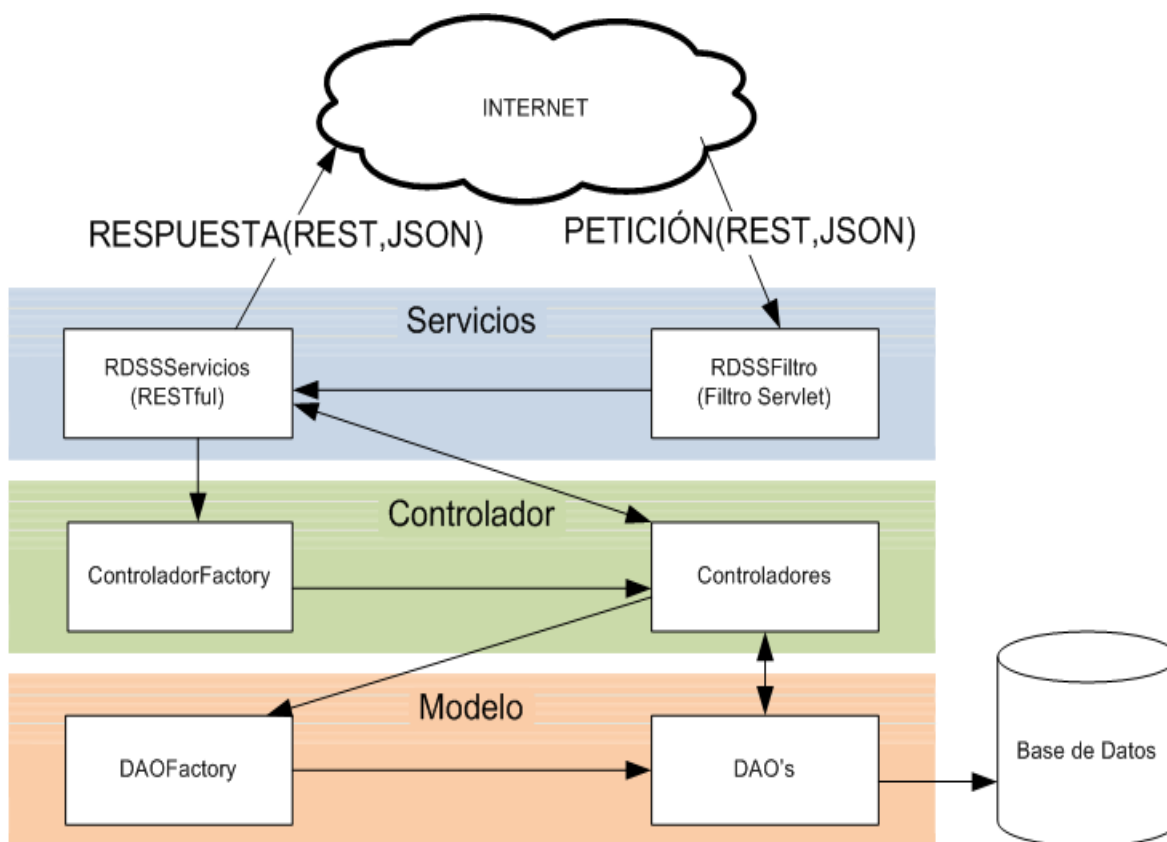 INTERNET
RESPUESTA(REST,JSON)
PETICIÓN(REST,JSON)
Servicios
RDSSServicios
(RESTful)
RDSSFiltro
(Filtro Servlet)
Controlador
ControladorFactory
Controladores
Modelo
DAOFactory
DAO's
Base de Datos